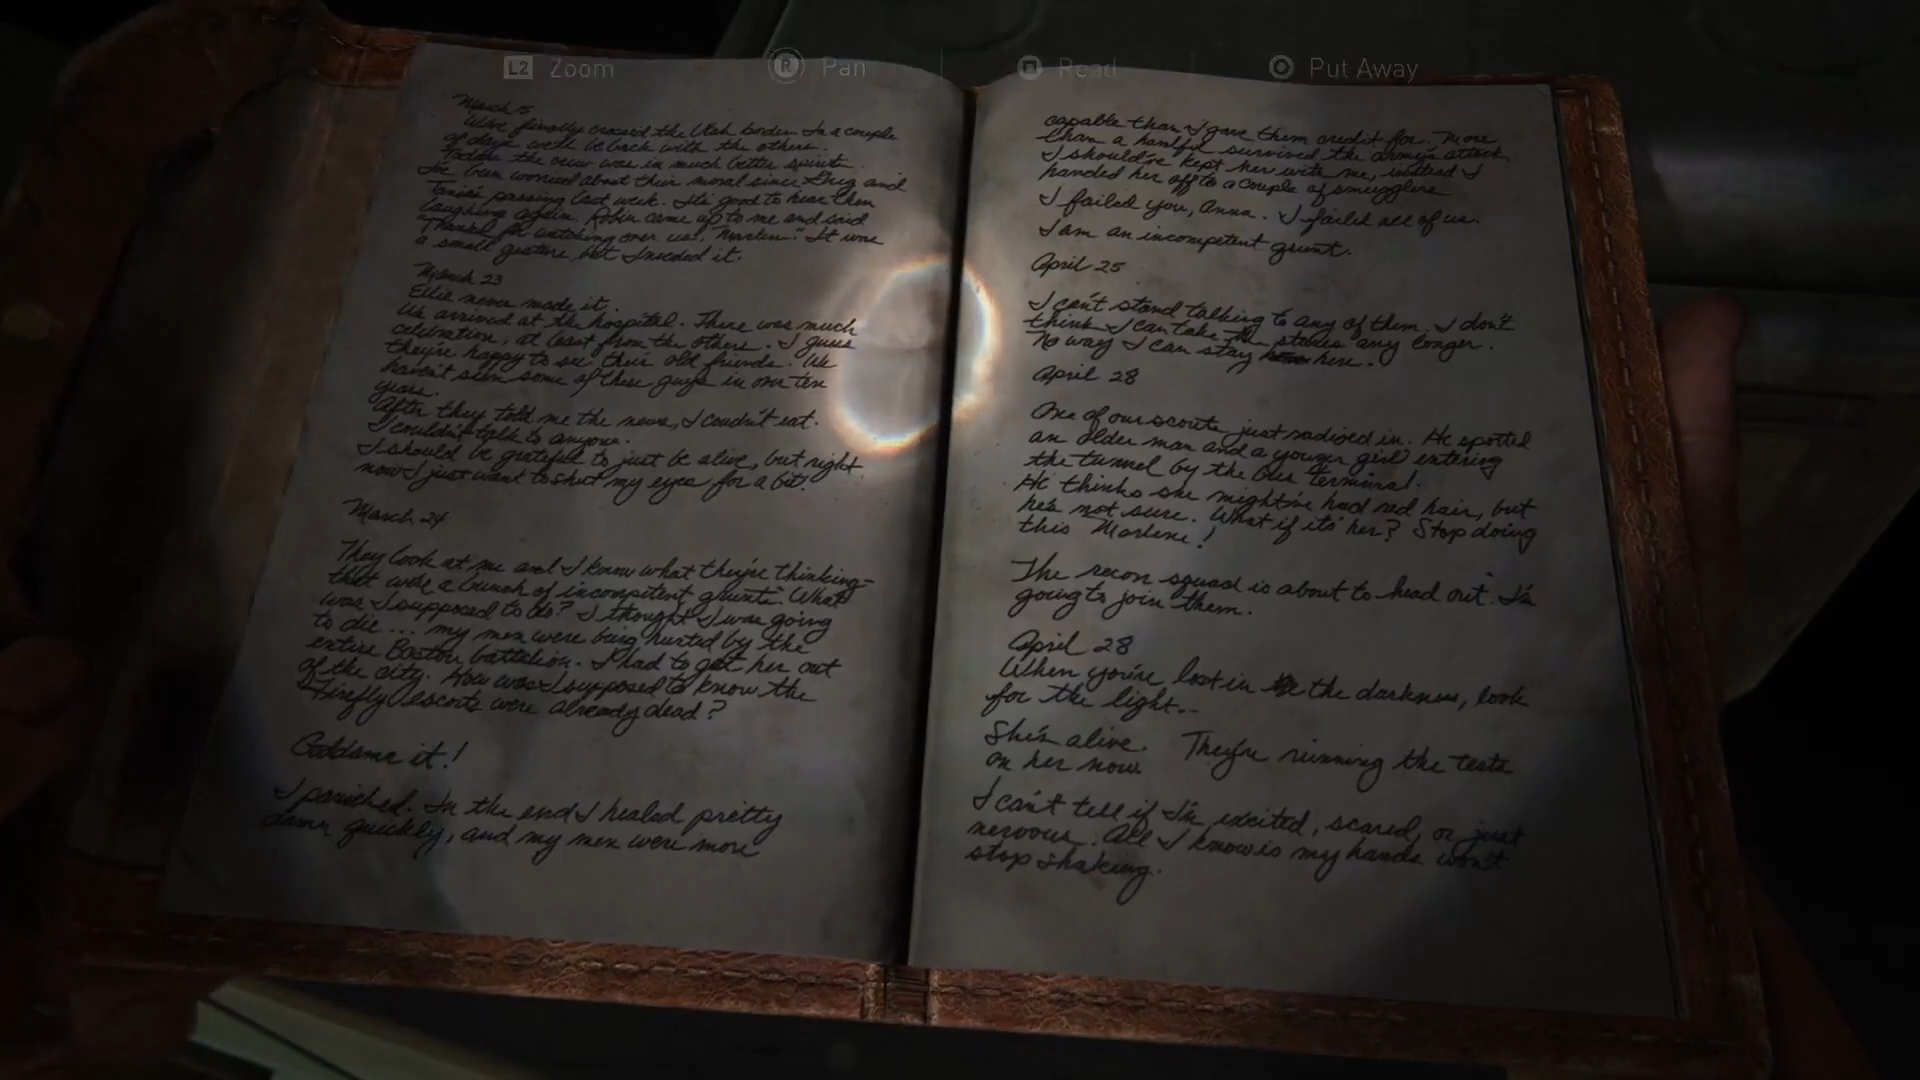 L2 Zoom
R Pan
Read
Put Away
March 5
We've finally crossed the Utah border. In a couple
of days we'll be back with the others.
Today the crew was in much better spirits.
I'm been worried about their moral since Greg and
passing last week. It's good to hear them
laughing again. Robin came up to me and said
"Thanks for watching over us, Marlene." It was
a small gesture, but I needed it.
March 23
Ellie never made it.
We arrived at the hospital. There was much
celebration, at least from the others. I guess
they're happy to see their old friends. We
haven't seen some of these guys in over ten
years.
After they told me the news, I couldn't eat.
I couldn't talk to anyone.
I should be grateful to just be alive, but right
now I just want to shut my eyes for a bit.
March 24
They look at me and I know what they're thinking-
that were a bunch of incompetent grunts. What
was I supposed to do? I thought I was going
to die... my men were being hunted by the
entire Boston battalion. I had to get her out
of the city. How was I supposed to know the
Firefly escorts were already dead?
Goddamn it!
I panicked. In the end I healed pretty
damn quickly, and my men were more
capable than I gave them credit for. More
than a handful survived the army's attack.
I should've kept her with me, instead I
handed her off to a couple of smugglers
I failed you, Anna. I failed all of us.
I am an incompetent grunt.
April 25
I can't stand talking to any of them. I don't
think I can take the stares any longer.
No way I can stay here.
April 28
One of our scouts just radioed in. He spotted
an older man and a younger girl entering
the tunnel by the bus terminal.
He thinks she might've had red hair, but
he's not sure. What if it's her? Stop doing
this Marlene!
The recon squad is about to head out. I'm
going to join them.
April 28
When you're lost in the darkness, look
for the light..
She's alive. They're running the tests
on her now.
I can't tell if I'm excited, scared, or just
nervous. All I know is my hands won't
stop shaking.